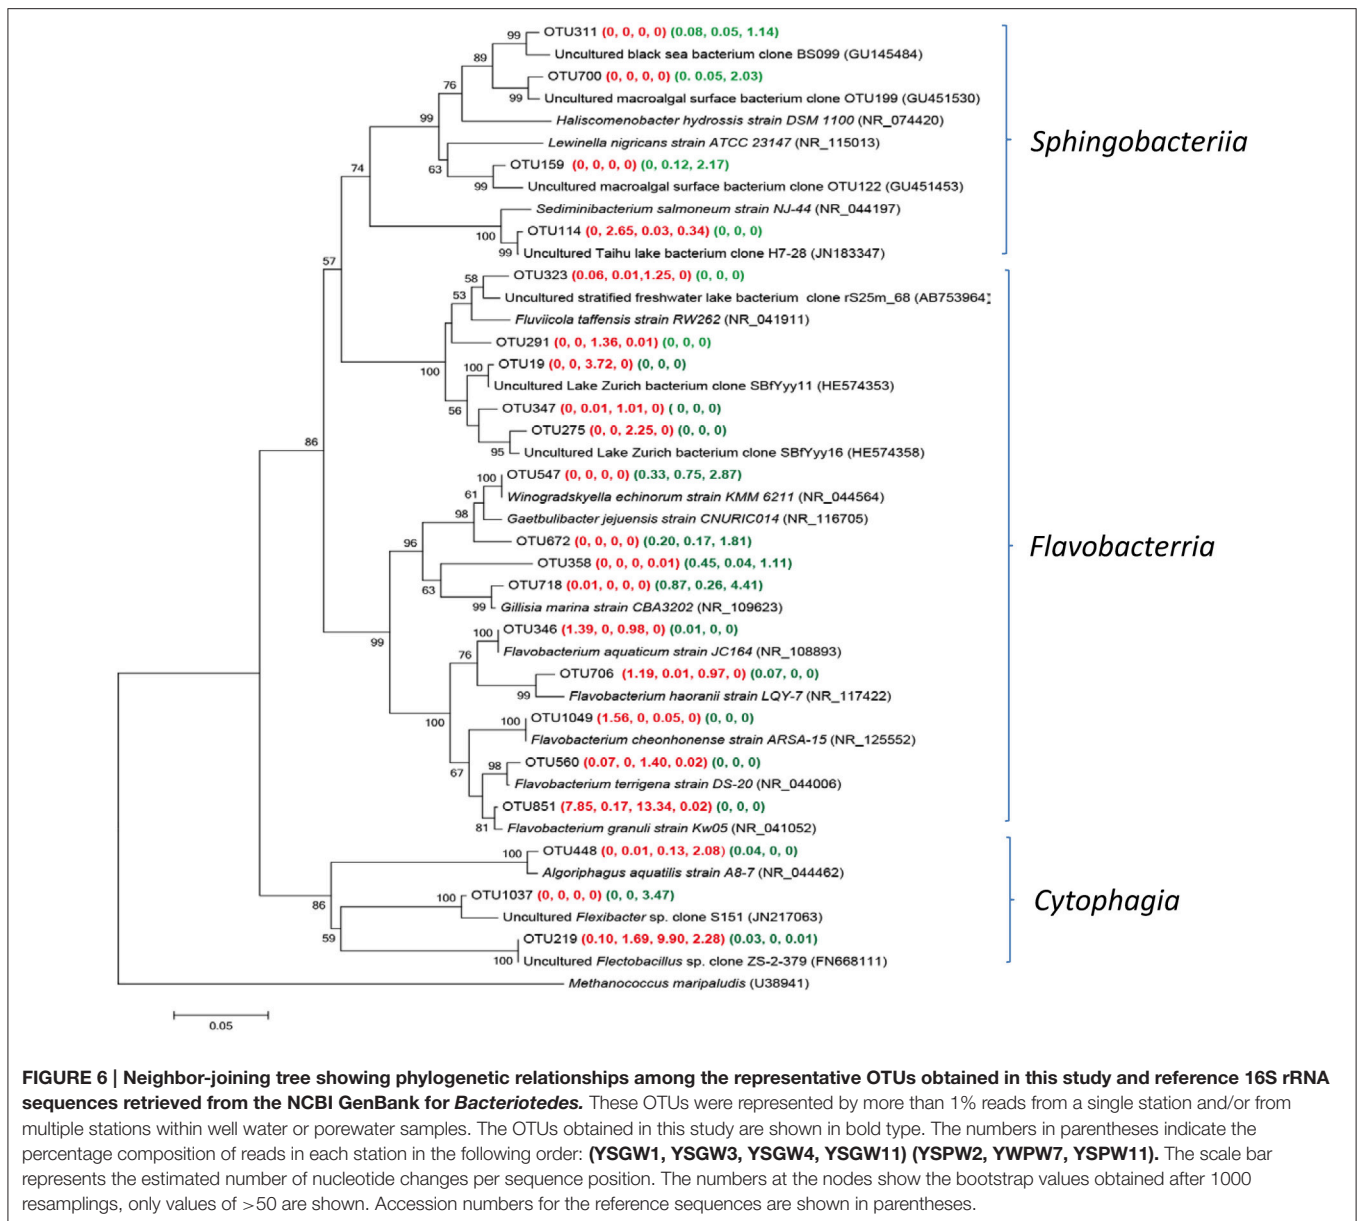 99 OTU311 (0, 0, 0, 0) (0.08, 0.05, 1.14)
Uncultured black sea bacterium clone BS099 (GU145484)
89
OTU700 (0, 0, 0, 0) (0. 0.05, 2.03)
76
99 Uncultured macroalgal surface bacterium clone OTU199 (GU451530)
99 Haliscomenobacter hydrossis strain DSM 1100 (NR_074420)
Lewinella nigricans strain ATCC 23147 (NR_115013)
Sphingobacteriia
63 OTU159 (0, 0, 0, 0) (0, 0.12, 2.17)
74
99 Uncultured macroalgal surface bacterium clone OTU122 (GU451453)
Sediminibacterium salmoneum strain NJ-44 (NR_044197)
100 OTU114 (0, 2.65, 0.03, 0.34) (0, 0, 0)
99 Uncultured Taihu lake bacterium clone H7-28 (JN183347)
57
58 OTU323 (0.06, 0.01,1.25, 0) (0, 0, 0)
53 Uncultured stratified freshwater lake bacterium clone rS25m_68 (AB753964)
Fluviicola taffensis strain RW262 (NR_041911)
OTU291 (0, 0, 1.36, 0.01) (0, 0, 0)
100 100 OTU19 (0, 0, 3.72, 0) (0, 0, 0)
Uncultured Lake Zurich bacterium clone SBfYyy11 (HE574353)
56 OTU347 (0, 0.01, 1.01, 0) ( 0, 0, 0)
OTU275 (0, 0, 2.25, 0) (0, 0, 0)
86
95 Uncultured Lake Zurich bacterium clone SBfYyy16 (HE574358)
100 OTU547 (0, 0, 0, 0) (0.33, 0.75, 2.87)
61 Winogradskyella echinorum strain KMM 6211 (NR_044564)
98 Gaetbulibacter jejuensis strain CNURIC014 (NR_116705)
96 OTU672 (0, 0, 0, 0) (0.20, 0.17, 1.81)
Flavobacterria
OTU358 (0, 0, 0, 0.01) (0.45, 0.04, 1.11)
63 OTU718 (0.01, 0, 0, 0) (0.87, 0.26, 4.41)
99 Gillisia marina strain CBA3202 (NR_109623)
99 100 OTU346 (1.39, 0, 0.98, 0) (0.01, 0, 0)
76 Flavobacterium aquaticum strain JC164 (NR_108893)
OTU706 (1.19, 0.01, 0.97, 0) (0.07, 0, 0)
99 Flavobacterium haoranii strain LQY-7 (NR_117422)
100 100 OTU1049 (1.56, 0, 0.05, 0) (0, 0, 0)
Flavobacterium cheonhonense strain ARSA-15 (NR_125552)
67 98 OTU560 (0.07, 0, 1.40, 0.02) (0, 0, 0)
Flavobacterium terrigena strain DS-20 (NR_044006)
OTU851 (7.85, 0.17, 13.34, 0.02) (0, 0, 0)
81 Flavobacterium granuli strain Kw05 (NR_041052)
100 OTU448 (0, 0.01, 0.13, 2.08) (0.04, 0, 0)
Algoriphagus aquatilis strain A8-7 (NR_044462)
86 100 OTU1037 (0, 0, 0, 0) (0, 0, 3.47)
Cytophagia
Uncultured Flexibacter sp. clone S151 (JN217063)
59 OTU219 (0.10, 1.69, 9.90, 2.28) (0.03, 0, 0.01)
100 Uncultured Flectobacillus sp. clone ZS-2-379 (FN668111)
Methanococcus maripaludis (U38941)
0.05
FIGURE 6 | Neighbor-joining tree showing phylogenetic relationships among the representative OTUs obtained in this study and reference 16S rRNA
sequences retrieved from the NCBI GenBank for Bacteriotedes. These OTUs were represented by more than 1% reads from a single station and/or from
multiple stations within well water or porewater samples. The OTUs obtained in this study are shown in bold type. The numbers in parentheses indicate the
percentage composition of reads in each station in the following order: (YSGW1, YSGW3, YSGW4, YSGW11) (YSPW2, YWPW7, YSPW11). The scale bar
represents the estimated number of nucleotide changes per sequence position. The numbers at the nodes show the bootstrap values obtained after 1000
resamplings, only values of >50 are shown. Accession numbers for the reference sequences are shown in parentheses.